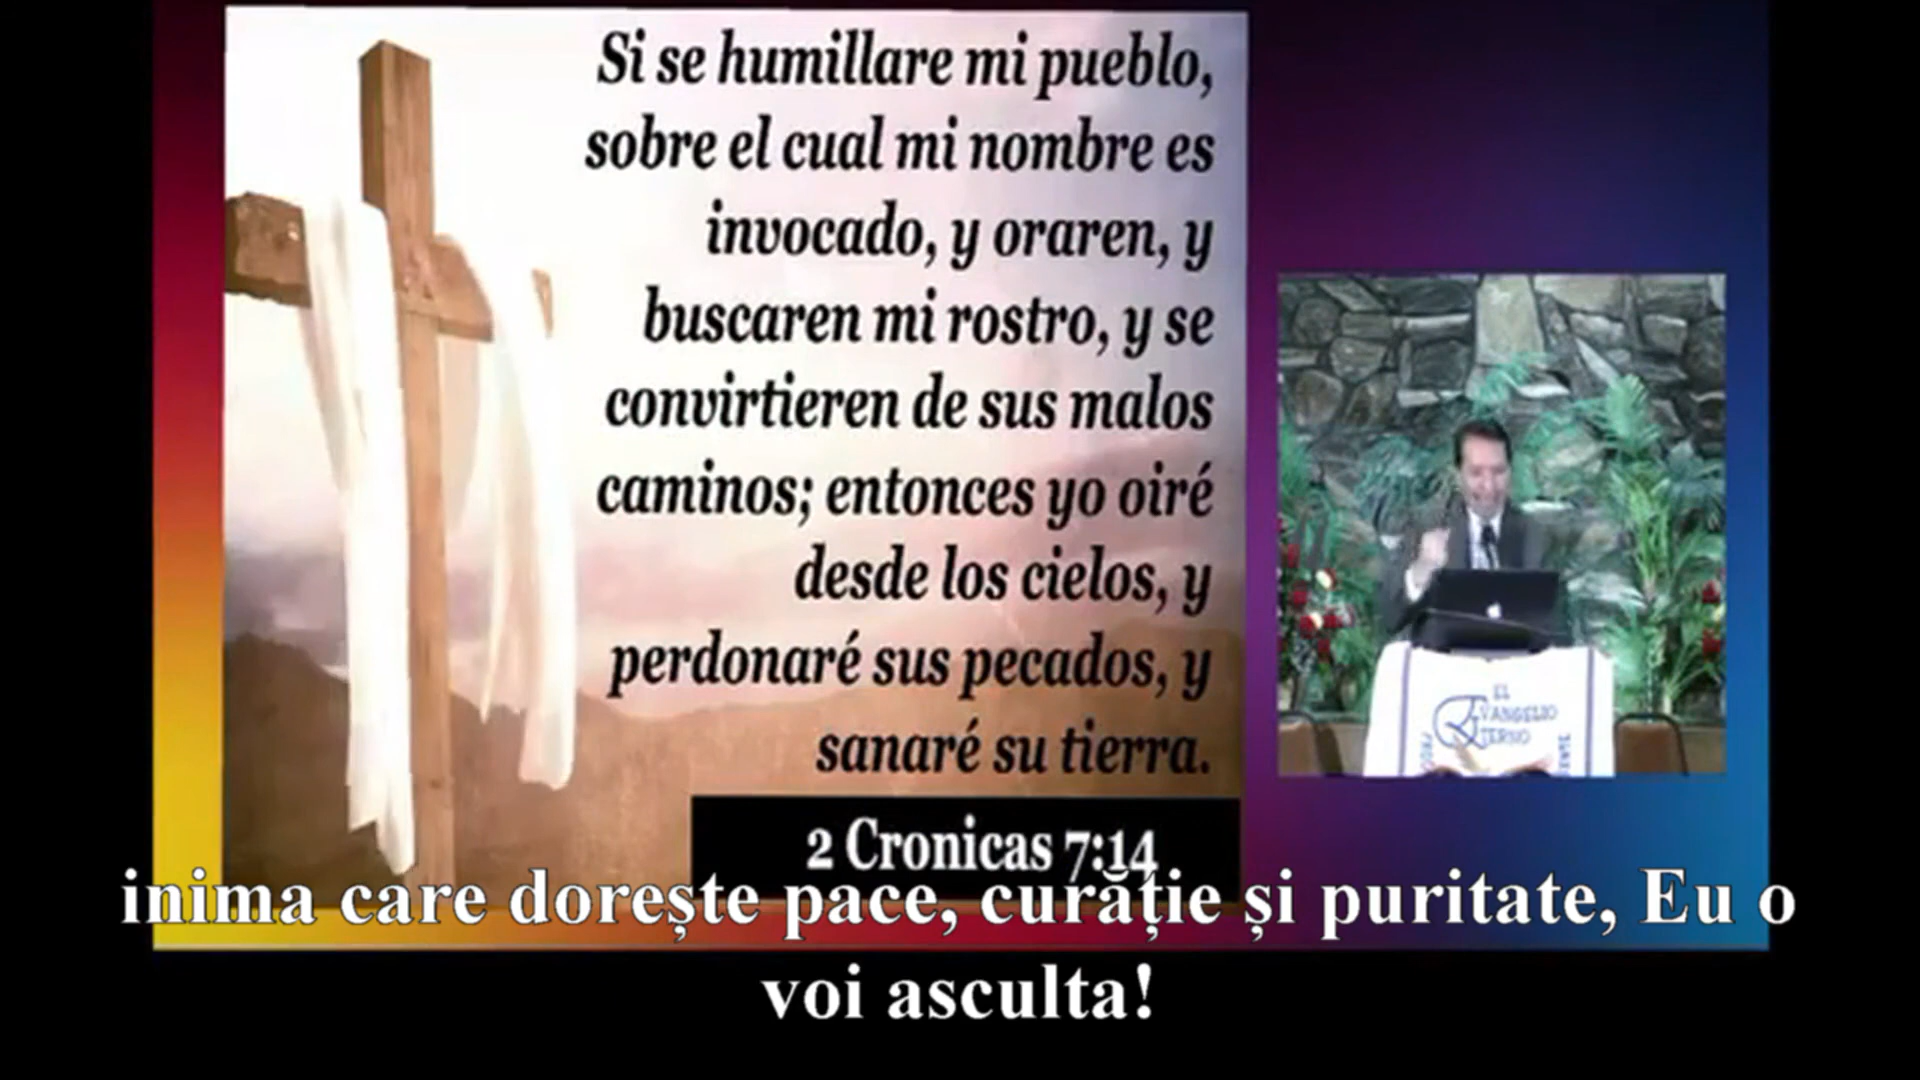 Si se humillare mi pueblo,
sobre el cual mi nombre es
invocado, y oraren, y
buscaren mi rostro, y se
convirtieren de sus malos
caminos; entonces yo oiré
desde los cielos, y
perdonaré sus pecados, y
sanaré su tierra.
2 Cronicas 7:14
EL
VANGELIO
TERNO
inima care dorește pace, curăție și puritate, Eu o
voi asculta!